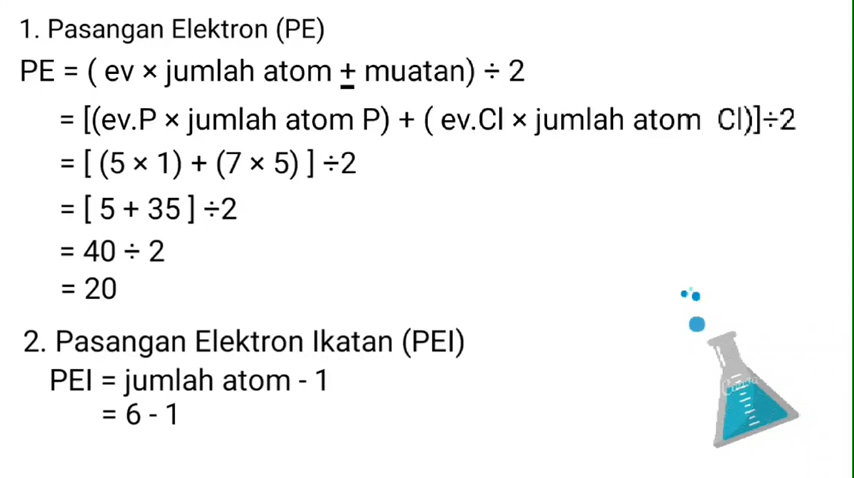 1. Pasangan Elektron (PE)
PE = ( ev × jumlah atom ± muatan) ÷ 2
= [(ev.P × jumlah atom P) + ( ev.Cl × jumlah atom Cl)]÷2
= [ (5 × 1) + (7 × 5) ] ÷2
= [ 5 + 35 ] ÷2
= 40 ÷ 2
= 20
2. Pasangan Elektron Ikatan (PEI)
PEI = jumlah atom - 1
= 6 - 1